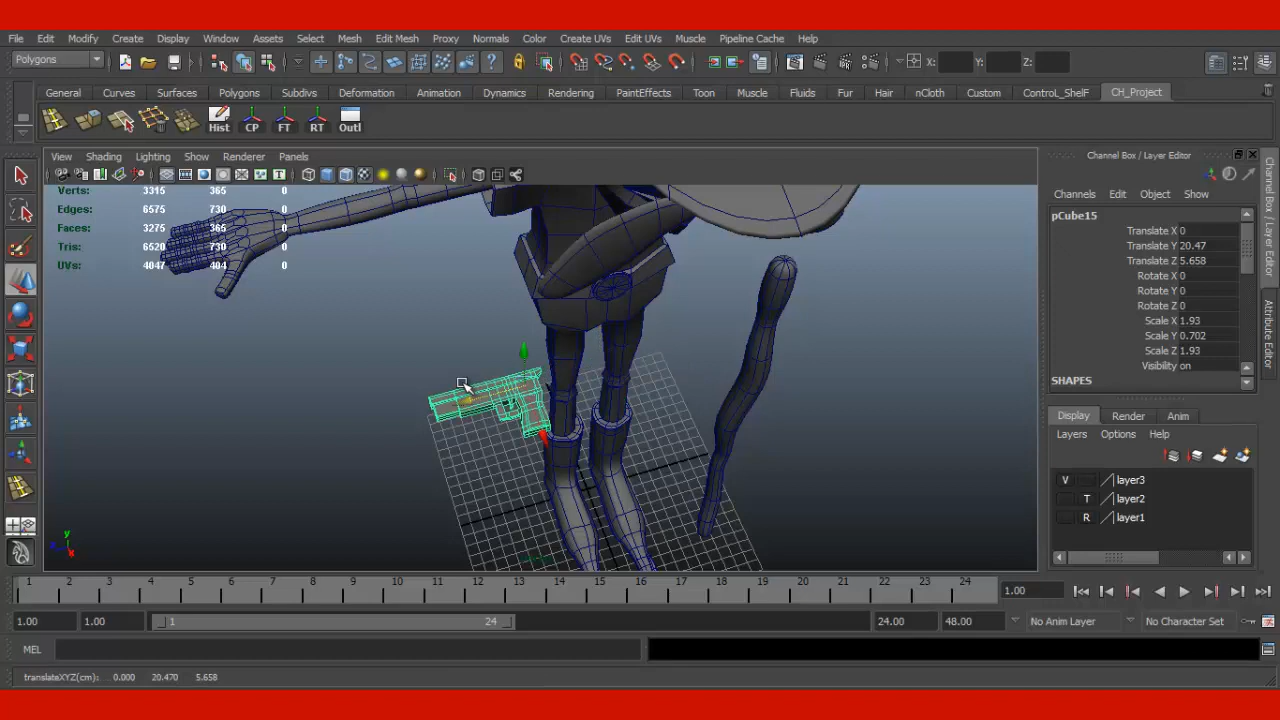 File Edit Modify Create Display Window Assets Select Mesh Edit Mesh Proxy Normals Color Create UVs Edit UVs Muscle Pipeline Cache Help
Polygons X: Y: Z:
General Curves Surfaces Polygons Subdivs Deformation Animation Dynamics Rendering PaintEffects Toon Muscle Fluids Fur Hair nCloth Custom ControL_ShelF CH_Project
Hist CP FT RT Outl
View Shading Lighting Show Renderer Panels
Channel Box / Layer Editor
Verts: 3315 365 0
Edges: 6575 730 0
Faces: 3275 365 0
Tris: 6520 730 0
UVs: 4047 404 0
Channels Edit Object Show
pCube15
Translate X 0
Translate Y 20.47
Translate Z 5.658
Rotate X 0
Rotate Y 0
Rotate Z 0
Scale X 1.93
Scale Y 0.702
Scale Z 1.93
Visibility on
SHAPES
Display Render Anim
Layers Options Help
V layer3
T layer2
R layer1
Channel Box / Layer Editor
Attribute Editor
y
x
1 2 3 4 5 6 7 8 9 10 11 12 13 14 15 16 17 18 19 20 21 22 23 24 1.00
1.00 1.00 1 24 24.00 48.00 No Anim Layer No Character Set
MEL
translateXYZ(cm): 0.000 20.470 5.658